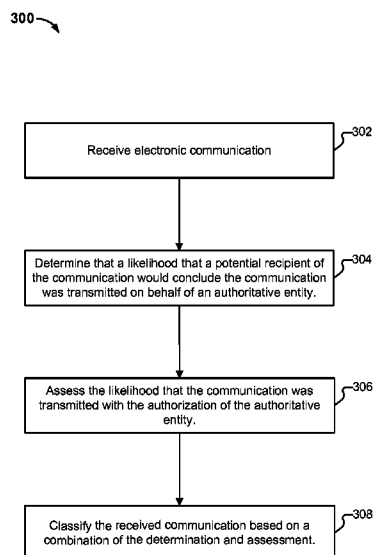 300
302
Receive electronic communication
304
Determine that a likelihood that a potential recipient
of the communication would conclude the communication
was transmitted on behalf of an authoritative entity.
306
Assess the likelihood that the communication was
transmitted with the authorization of the authoritative
entity.
308
Classify the received communication based on a
combination of the determination and assessment.